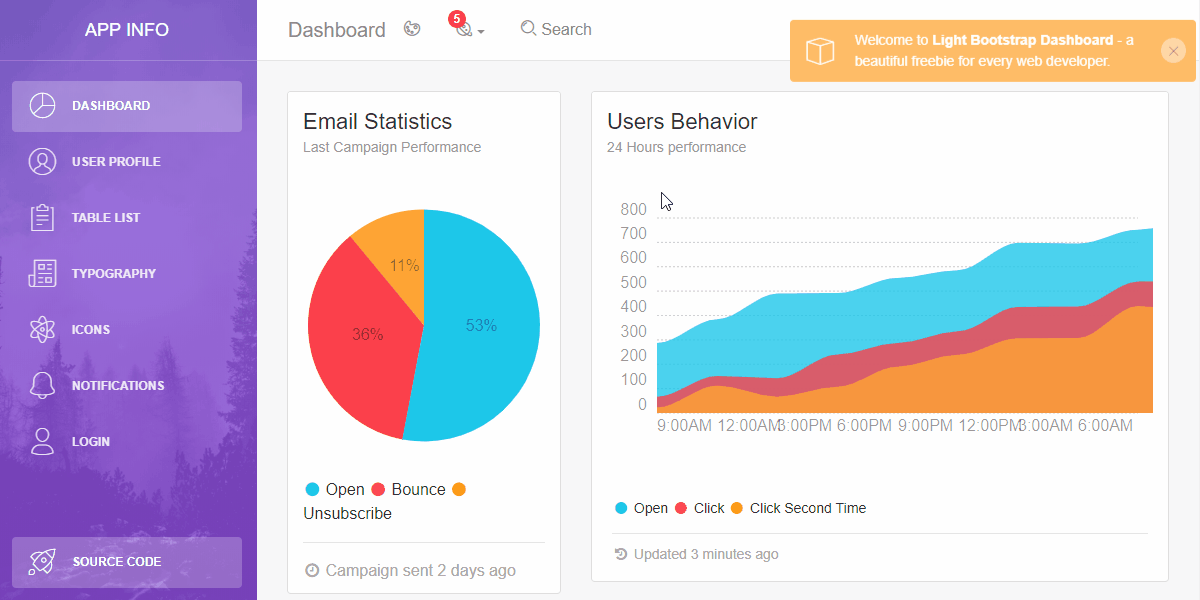 APP INFO
DASHBOARD
USER PROFILE
TABLE LIST
TYPOGRAPHY
ICONS
NOTIFICATIONS
LOGIN
SOURCE CODE
Dashboard
5
Search
Welcome to Light Bootstrap Dashboard - a
beautiful freebie for every web developer.
Email Statistics
Last Campaign Performance
11%
53%
36%
Open Bounce
Unsubscribe
Campaign sent 2 days ago
Users Behavior
24 Hours performance
800
700
600
500
400
300
200
100
0
9:00AM 12:00AM 3:00PM 6:00PM 9:00PM 12:00PM 3:00AM 6:00AM
Open Click Click Second Time
Updated 3 minutes ago